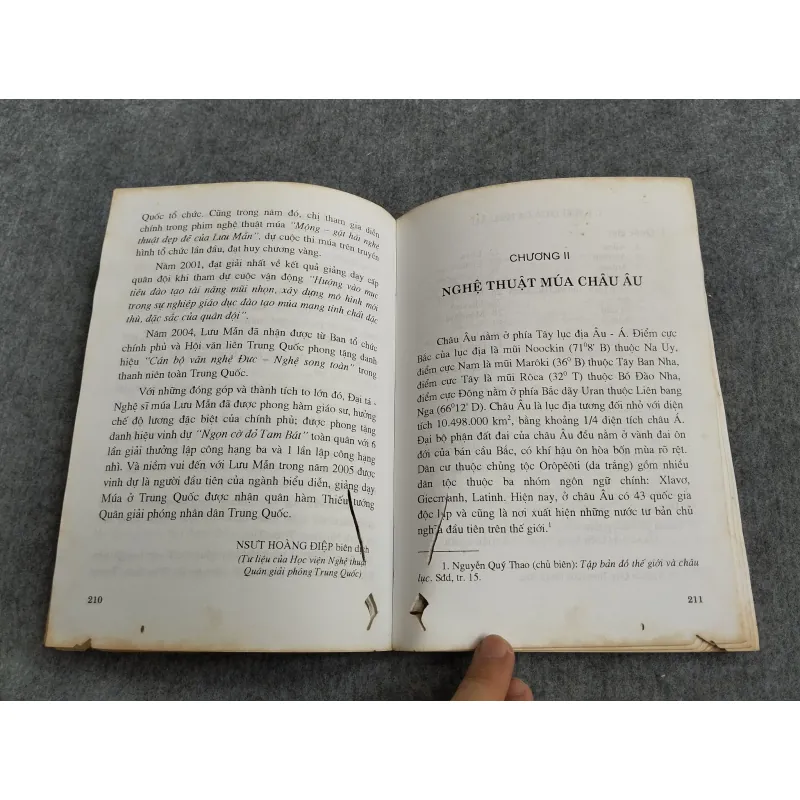 Quốc tổ chức. Cũng trong năm đó, chị tham gia diễn
chính trong phim nghệ thuật múa "Mộng – gót hài nghệ
thuật đẹp đẽ của Lưu Mẫn", dự cuộc thi múa trên truyền
hình tổ chức lần đầu, đạt huy chương vàng.
Năm 2001, đạt giải nhất về kết quả giảng dạy cấp
quân đội khi tham dự cuộc vận động "Hướng vào mục
tiêu đào tạo tài năng mũi nhọn, xây dựng mô hình mới
trong sự nghiệp giáo dục đào tạo múa mang tính chất đặc
thù, đặc sắc của quân đội".
Năm 2004, Lưu Mẫn đã nhận được từ Ban tổ chức
chính phủ và Hội văn liên Trung Quốc phong tặng danh
hiệu "Cán bộ văn nghệ Đức – Nghệ song toàn" trong
thanh niên toàn Trung Quốc.
Với những đóng góp và thành tích to lớn đó, Đại tá -
Nghệ sĩ múa Lưu Mẫn đã được phong hàm giáo sư, hưởng
chế độ lương đặc biệt của chính phủ; được phong tặng
danh hiệu vinh dự "Ngọn cờ đỏ Tam Bát" toàn quân với 6
lần giải thưởng lập công hạng ba và 1 lần lập công hạng
nhì. Và niềm vui đến với Lưu Mẫn trong năm 2005 được
vinh dự là người đầu tiên của ngành biểu diễn, giảng dạy
Múa ở Trung Quốc được nhận quân hàm Thiếu tướng
Quân giải phóng nhân dân Trung Quốc.
NSƯT HOÀNG ĐIỆP biên dịch
(Tư liệu của Học viện Nghệ thuật
Quân giải phóng Trung Quốc)
210
CHƯƠNG II
NGHỆ THUẬT MÚA CHÂU ÂU
Châu Âu nằm ở phía Tây lục địa Âu - Á. Điểm cực
Bắc của lục địa là mũi Noockin (71°8' B) thuộc Na Uy,
điểm cực Nam là mũi Marôki (36° B) thuộc Tây Ban Nha,
điểm cực Tây là mũi Rôca (32° T) thuộc Bồ Đào Nha,
điểm cực Đông nằm ở phía Bắc dãy Uran thuộc Liên bang
Nga (66°12' D). Châu Âu là lục địa tương đối nhỏ với diện
tích 10.498.000 km², bằng khoảng 1/4 diện tích châu Á.
Đại bộ phận đất đai của châu Âu đều nằm ở vành đai ôn
đới của bán cầu Bắc, có khí hậu ôn hòa bốn mùa rõ rệt.
Dân cư thuộc chủng tộc Orôpêôti (da trắng) gồm nhiều
dân tộc thuộc ba nhóm ngôn ngữ chính: Xlavơ,
Giecmanh, Latinh. Hiện nay, ở châu Âu có 43 quốc gia
độc lập và cũng là nơi xuất hiện những nước tư bản chủ
nghĩa đầu tiên trên thế giới.¹
1. Nguyễn Quý Thao (chủ biên): Tập bản đồ thế giới và châu
lục. Sđd, tr. 15.
211